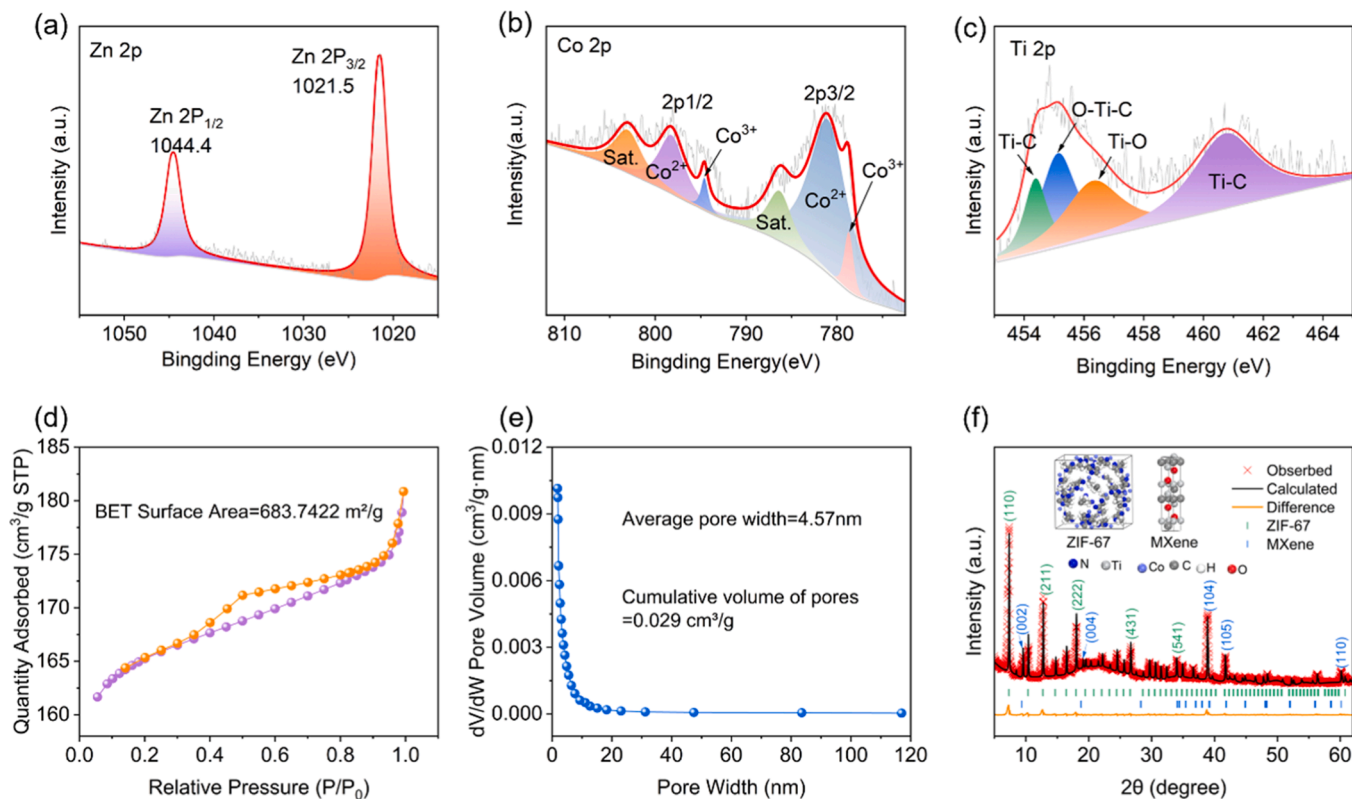 (a)
Zn 2p
Zn 2P3/2
1021.5
Zn 2P1/2
1044.4
Intensity (a.u.)
1050
1040
1030
1020
Bingding Energy (eV)
(b)
Co 2p
2p1/2
2p3/2
Co3+
Co3+
Sat.
Co2+
Sat.
Co2+
Intensity(a.u.)
810
800
790
780
Bingding Energy(eV)
(c)
Ti 2p
O-Ti-C
Ti-C
Ti-O
Ti-C
Intensity (a.u.)
454
456
458
460
462
464
Bingding Energy (eV)
(d)
BET Surface Area=683.7422 m²/g
Quantity Adsorbed (cm³/g STP)
185
180
175
170
165
160
0.0
0.2
0.4
0.6
0.8
1.0
Relative Pressure (P/P0)
(e)
Average pore width=4.57nm
Cumulative volume of pores
=0.029 cm³/g
dV/dW Pore Volume (cm³/g·nm)
0.012
0.009
0.006
0.003
0.000
0
20
40
60
80
100
120
Pore Width (nm)
(f)
Obserbed
Calculated
Difference
ZIF-67
MXene
ZIF-67
MXene
N
Ti
Co
C
H
O
(110)
(002)
(211)
(222)
(004)
(431)
(541)
(104)
(105)
(110)
Intensity (a.u.)
10
20
30
40
50
60
2θ (degree)